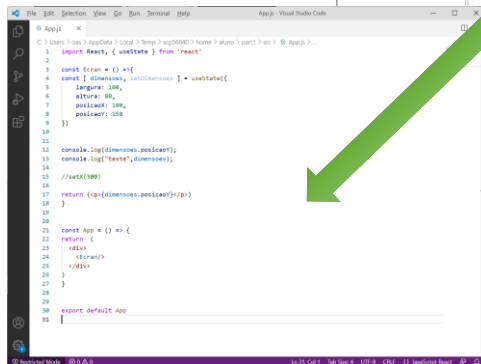 File Edit Selection View Go Run Terminal Help App.js - Visual Studio Code
App.js
C: > Users > oas > AppData > Local > Temp > scp56640 > home > aluno > part1 > src > App.js > ...
1 import React, { useState } from 'react'
2
3 const Ecran = () =>{
4 const [ dimensoes, setDimensoes ] = useState({
5 largura: 100,
6 altura: 80,
7 posicaoX: 100,
8 posicaoY: 150
9 })
10
11
12 console.log(dimensoes.posicaoY);
13 console.log("teste",dimensoes);
14
15 //setX(300)
16
17 return (<p>{dimensoes.posicaoY}</p>)
18 }
19
20
21 const App = () => {
22 return (
23 <div>
24 <Ecran/>
25 </div>
26 )
27 }
28
29
30 export default App
31
Restricted Mode 0 0 Ln 31, Col 1 Tab Size: 4 UTF-8 CRLF {} JavaScript React